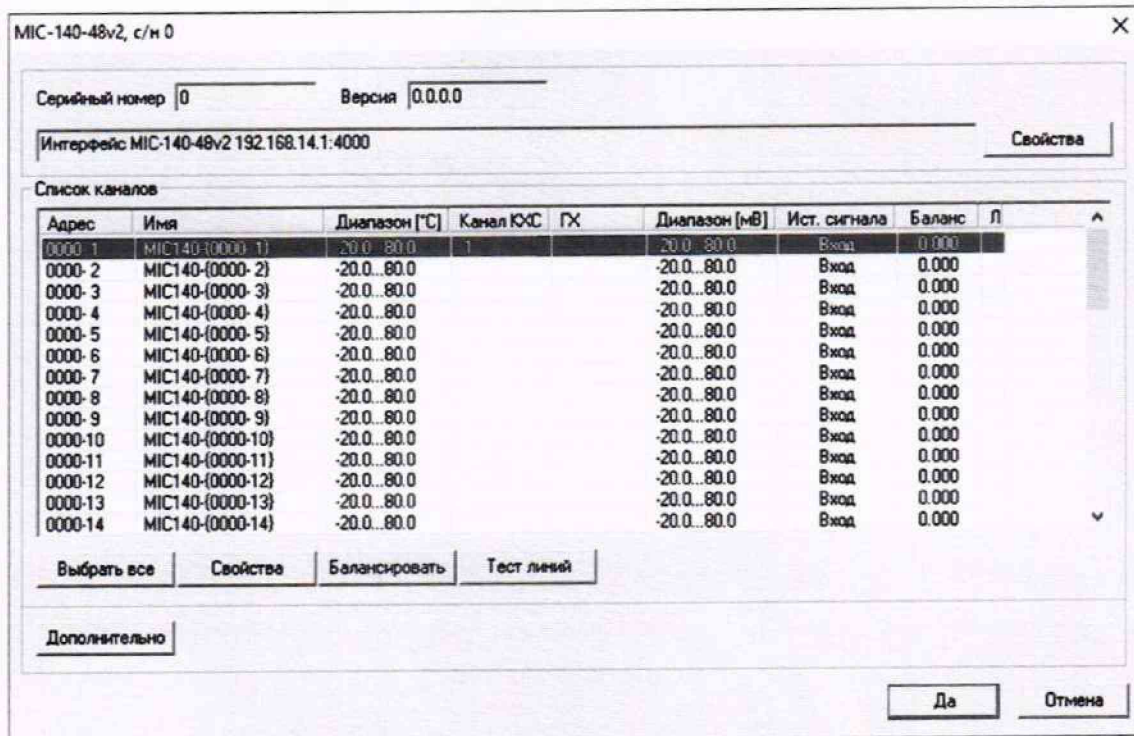 MIC-140-48v2, с/н 0
Серийный номер 0 Версия 0.0.0.0
Интерфейс MIC-140-48v2 192.168.14.1:4000 Свойства
Список каналов
Адрес Имя Диапазон [°C] Канал КХС ГХ Диапазон [мВ] Ист. сигнала Баланс Л
0000- 1 MIC140-{0000- 1} -20.0...80.0 1 -20.0...80.0 Вход 0.000
0000- 2 MIC140-{0000- 2} -20.0...80.0 -20.0...80.0 Вход 0.000
0000- 3 MIC140-{0000- 3} -20.0...80.0 -20.0...80.0 Вход 0.000
0000- 4 MIC140-{0000- 4} -20.0...80.0 -20.0...80.0 Вход 0.000
0000- 5 MIC140-{0000- 5} -20.0...80.0 -20.0...80.0 Вход 0.000
0000- 6 MIC140-{0000- 6} -20.0...80.0 -20.0...80.0 Вход 0.000
0000- 7 MIC140-{0000- 7} -20.0...80.0 -20.0...80.0 Вход 0.000
0000- 8 MIC140-{0000- 8} -20.0...80.0 -20.0...80.0 Вход 0.000
0000- 9 MIC140-{0000- 9} -20.0...80.0 -20.0...80.0 Вход 0.000
0000-10 MIC140-{0000-10} -20.0...80.0 -20.0...80.0 Вход 0.000
0000-11 MIC140-{0000-11} -20.0...80.0 -20.0...80.0 Вход 0.000
0000-12 MIC140-{0000-12} -20.0...80.0 -20.0...80.0 Вход 0.000
0000-13 MIC140-{0000-13} -20.0...80.0 -20.0...80.0 Вход 0.000
0000-14 MIC140-{0000-14} -20.0...80.0 -20.0...80.0 Вход 0.000
Выбрать все Свойства Балансировать Тест линий
Дополнительно
Да Отмена